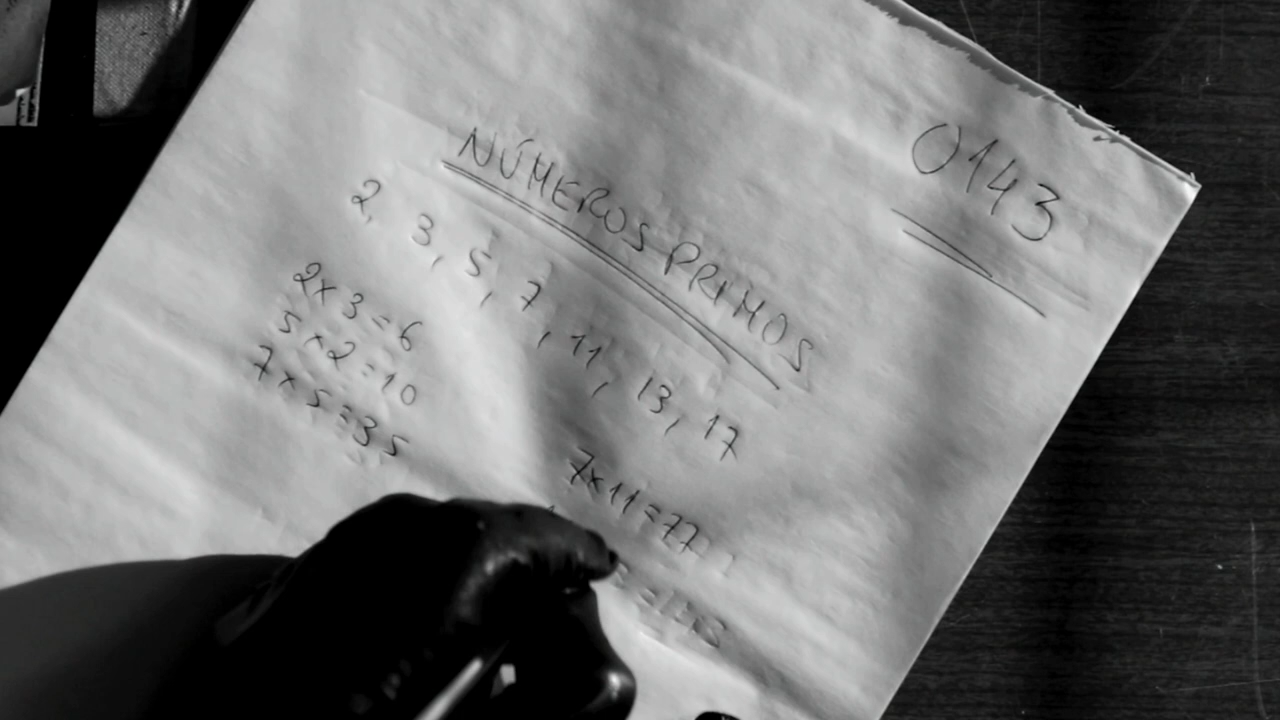 0143
NÚMEROS PRIMOS
2, 3, 5, 7, 11, 13, 17
2x3=6
5x2=10
7x5=35
7x11=77